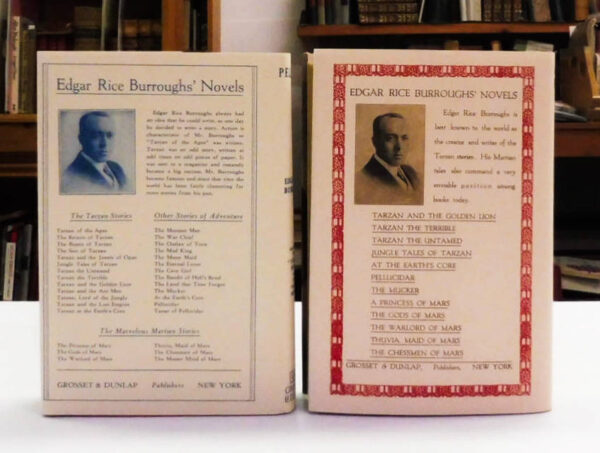 Edgar Rice Burroughs' Novels
Edgar Rice Burroughs always had
an idea that he could write, so one day
he decided to write a story. Action is
characteristic of Mr. Burroughs so
"Tarzan of the Apes" was written.
Tarzan was an odd story, written at
odd times on odd pieces of paper. It
was sent to a magazine and instantly
became a big success. Mr. Burroughs
became famous and since that time the
world has been fairly clamoring for
more stories from his pen.
The Tarzan Stories
Tarzan of the Apes
The Return of Tarzan
The Beasts of Tarzan
The Son of Tarzan
Tarzan and the Jewels of Opar
Jungle Tales of Tarzan
Tarzan the Untamed
Tarzan the Terrible
Tarzan and the Golden Lion
Tarzan and the Ant Men
Tarzan, Lord of the Jungle
Tarzan and the Lost Empire
Tarzan at the Earth's Core
Other Stories of Adventure
The Monster Men
The War Chief
The Outlaw of Torn
The Mad King
The Moon Maid
The Eternal Lover
The Cave Girl
The Bandit of Hell's Bend
The Land that Time Forgot
The Mucker
At the Earth's Core
Pellucidar
Tanar of Pellucidar
The Marvelous Martian Stories
The Princess of Mars
The Gods of Mars
The Warlord of Mars
Thuvia, Maid of Mars
The Chessmen of Mars
The Master Mind of Mars
GROSSET & DUNLAP Publishers NEW YORK
EDGAR RICE BURROUGHS' NOVELS
Edgar Rice Burroughs is
best known to the world as
the creator and writer of the
Tarzan stories. His Martian
tales also command a very
enviable position among
books today.
TARZAN AND THE GOLDEN LION
TARZAN THE TERRIBLE
TARZAN THE UNTAMED
JUNGLE TALES OF TARZAN
AT THE EARTH'S CORE
PELLUCIDAR
THE MUCKER
A PRINCESS OF MARS
THE GODS OF MARS
THE WARLORD OF MARS
THUVIA, MAID OF MARS
THE CHESSMEN OF MARS
GROSSET & DUNLAP, Publishers, NEW YORK